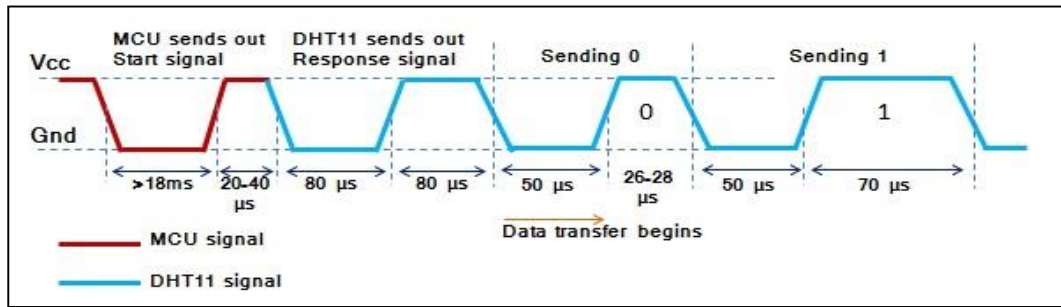 MCU sends out
Start signal
DHT11 sends out
Response signal
Sending 0
Sending 1
Vcc
0
1
Gnd
>18ms
20-40
µs
80 µs
80 µs
50 µs
26-28
µs
50 µs
70 µs
Data transfer begins
MCU signal
DHT11 signal